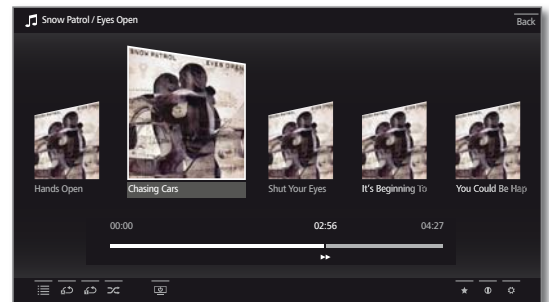 Snow Patrol / Eyes Open
Back
SNOW PATROL EYES OPEN
Hands Open
Chasing Cars
Shut Your Eyes
It's Beginning To
You Could Be Hap
00:00 02:56 04:27